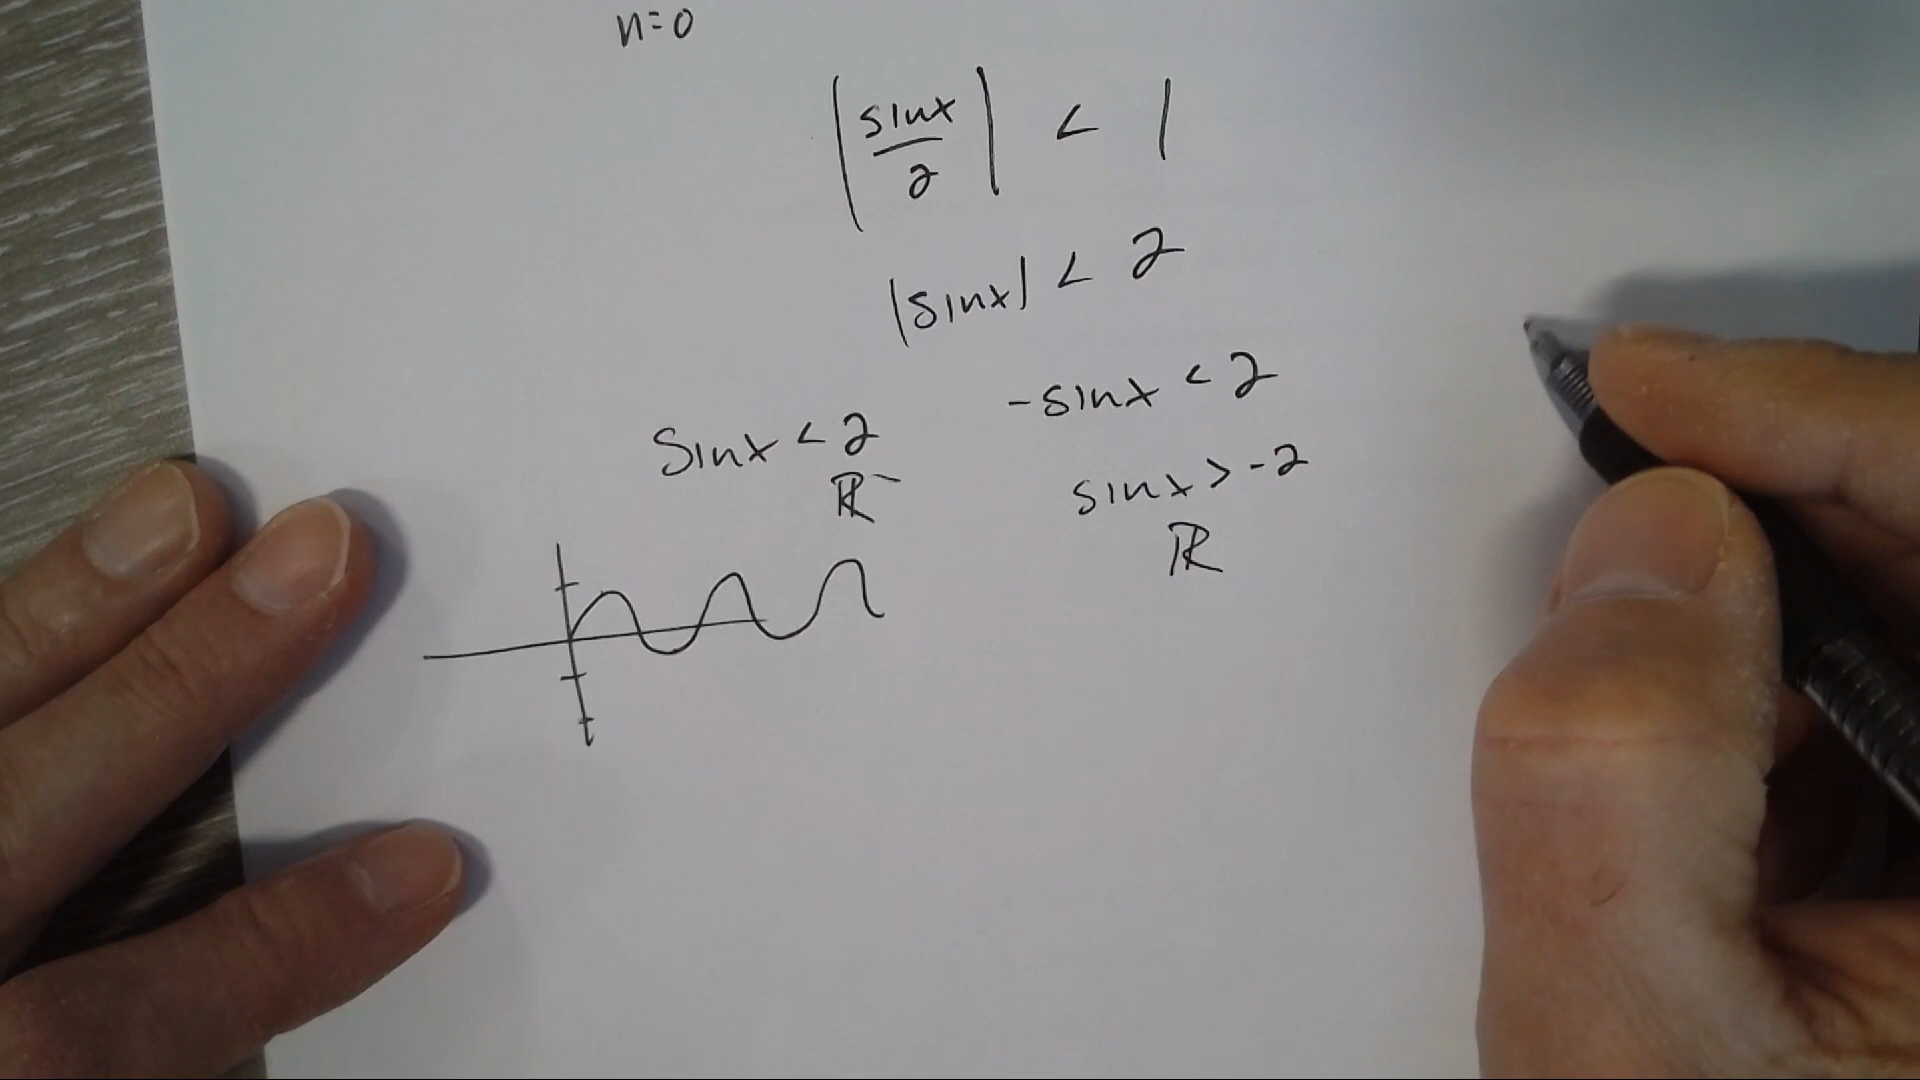 n=0
|sinx/2| < 1
|sinx| < 2
sinx < 2
ℝ
-sinx < 2
sinx > -2
ℝ